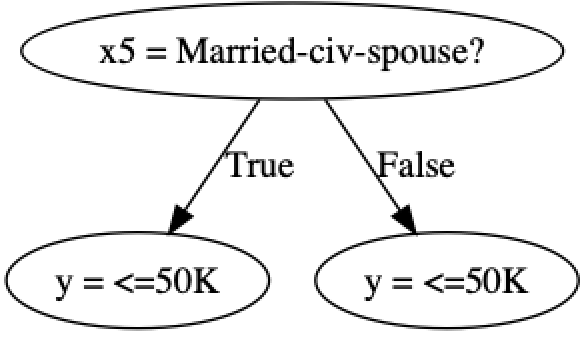 x5 = Married-civ-spouse?
True
False
y = <=50K
y = <=50K